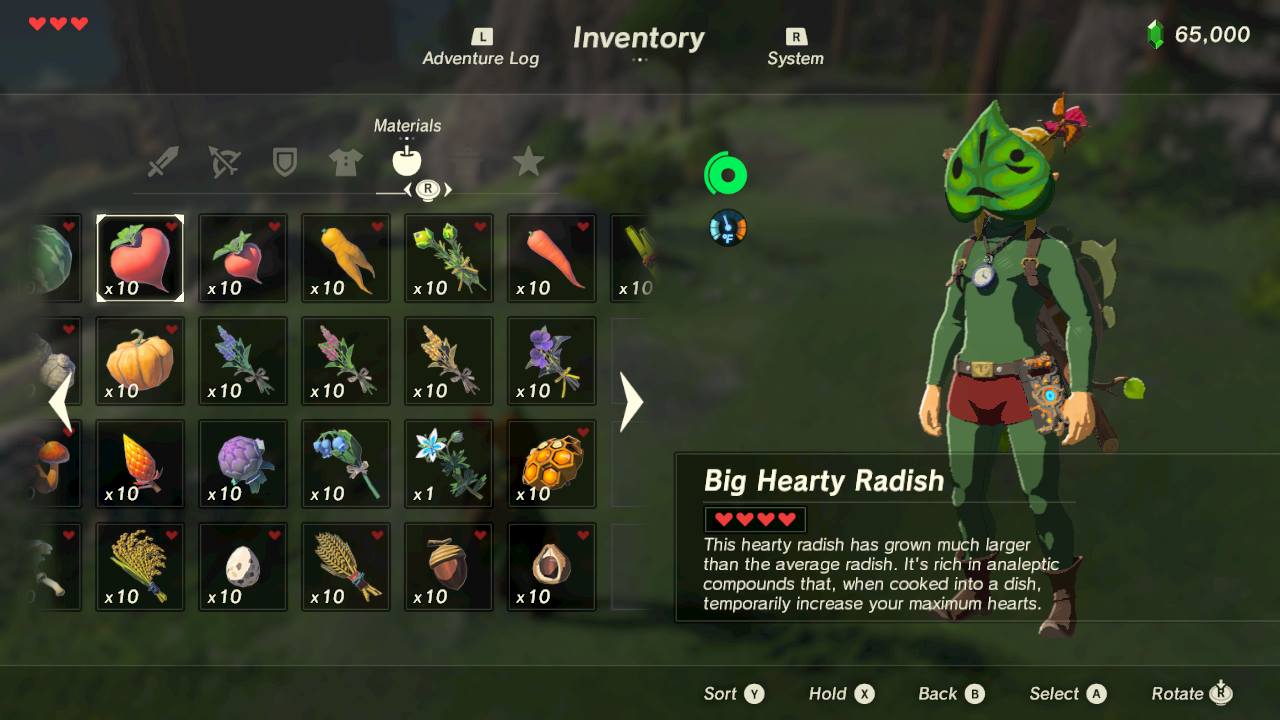 L
Inventory
R
65,000
Adventure Log
System
Materials
R
°F
x10
x10
x10
x10
x10
x10
x10
x10
x10
x10
x10
x10
x10
x10
x1
x10
x10
x10
x10
x10
x10
Big Hearty Radish
This hearty radish has grown much larger
than the average radish. It's rich in analeptic
compounds that, when cooked into a dish,
temporarily increase your maximum hearts.
Sort Y
Hold X
Back B
Select A
Rotate R